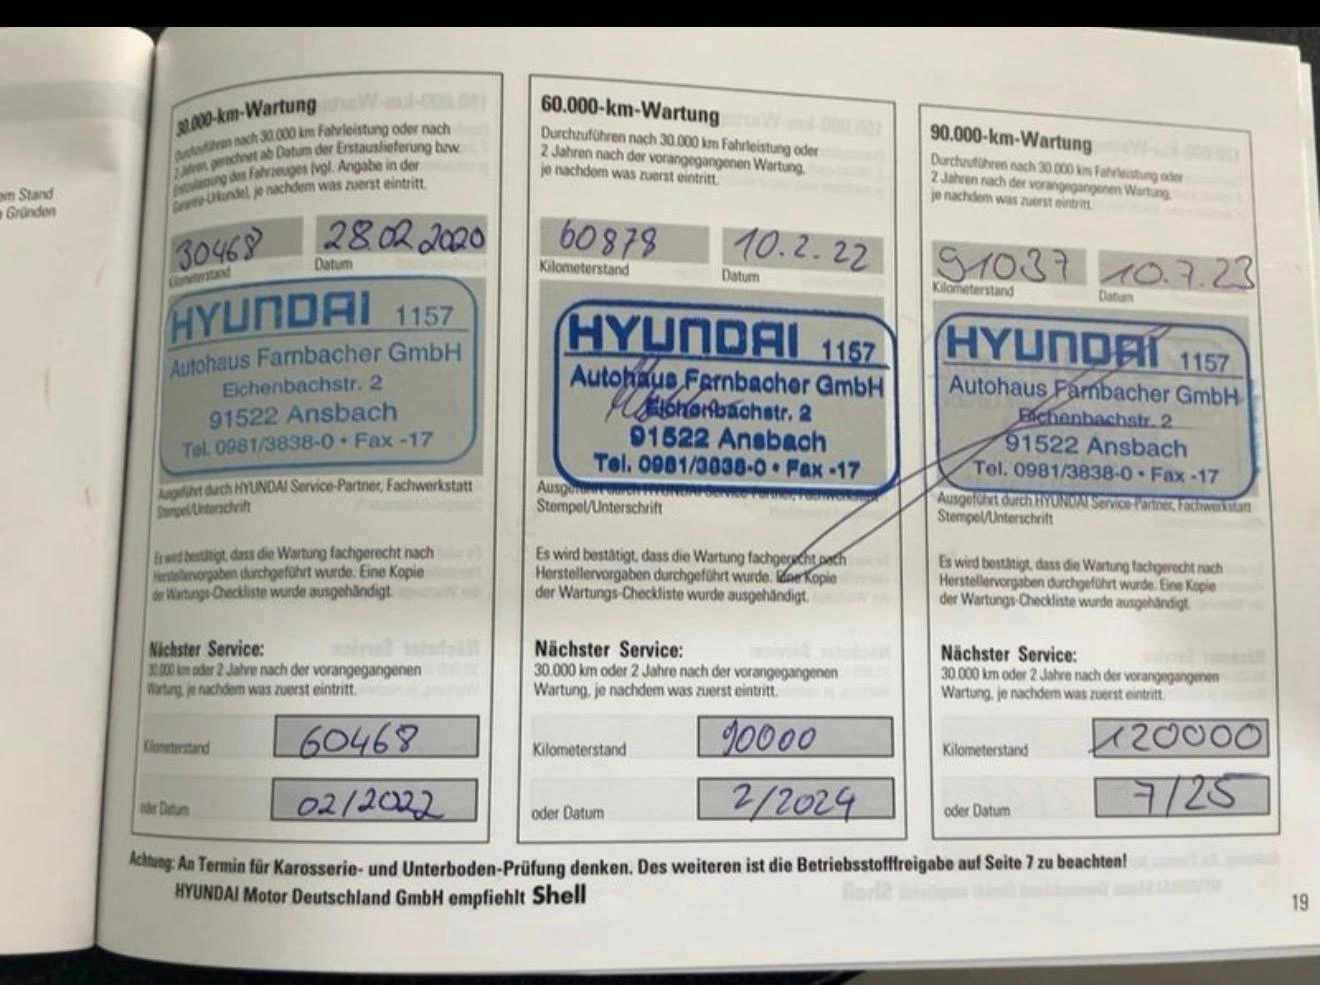 em Stand
Gründen
30.000-km-Wartung
Durchzuführen nach 30.000 km Fahrleistung oder nach
2 Jahren, gerechnet ab Datum der Erstauslieferung bzw.
Erstzulassung des Fahrzeuges (vgl. Angabe in der
Garantie-Urkunde), je nachdem was zuerst eintritt.
30468 28.02.2020
Kilometerstand Datum
HYUNDAI 1157
Autohaus Farnbacher GmbH
Eichenbachstr. 2
91522 Ansbach
Tel. 0981/3838-0 • Fax -17
Ausgeführt durch HYUNDAI Service-Partner, Fachwerkstatt
Stempel/Unterschrift
Es wird bestätigt, dass die Wartung fachgerecht nach
Herstellervorgaben durchgeführt wurde. Eine Kopie
der Wartungs-Checkliste wurde ausgehändigt.
Nächster Service:
30.000 km oder 2 Jahre nach der vorangegangenen
Wartung, je nachdem was zuerst eintritt.
Kilometerstand 60468
oder Datum 02/2022
60.000-km-Wartung
Durchzuführen nach 30.000 km Fahrleistung oder
2 Jahren nach der vorangegangenen Wartung,
je nachdem was zuerst eintritt.
60878 10.2.22
Kilometerstand Datum
HYUNDAI 1157
Autohaus Farnbacher GmbH
Eichenbachstr. 2
91522 Ansbach
Tel. 0981/3838-0 • Fax -17
Ausgeführt durch HYUNDAI Service-Partner, Fachwerkstatt
Stempel/Unterschrift
Es wird bestätigt, dass die Wartung fachgerecht nach
Herstellervorgaben durchgeführt wurde. Eine Kopie
der Wartungs-Checkliste wurde ausgehändigt.
Nächster Service:
30.000 km oder 2 Jahre nach der vorangegangenen
Wartung, je nachdem was zuerst eintritt.
Kilometerstand 90000
oder Datum 2/2024
90.000-km-Wartung
Durchzuführen nach 30.000 km Fahrleistung oder
2 Jahren nach der vorangegangenen Wartung,
je nachdem was zuerst eintritt.
91037 10.7.23
Kilometerstand Datum
HYUNDAI 1157
Autohaus Farnbacher GmbH
Eichenbachstr. 2
91522 Ansbach
Tel. 0981/3838-0 • Fax -17
Ausgeführt durch HYUNDAI Service-Partner, Fachwerkstatt
Stempel/Unterschrift
Es wird bestätigt, dass die Wartung fachgerecht nach
Herstellervorgaben durchgeführt wurde. Eine Kopie
der Wartungs-Checkliste wurde ausgehändigt.
Nächster Service:
30.000 km oder 2 Jahre nach der vorangegangenen
Wartung, je nachdem was zuerst eintritt.
Kilometerstand 120000
oder Datum 7/25
Achtung: An Termin für Karosserie- und Unterboden-Prüfung denken. Des weiteren ist die Betriebsstofffreigabe auf Seite 7 zu beachten!
HYUNDAI Motor Deutschland GmbH empfiehlt Shell
19